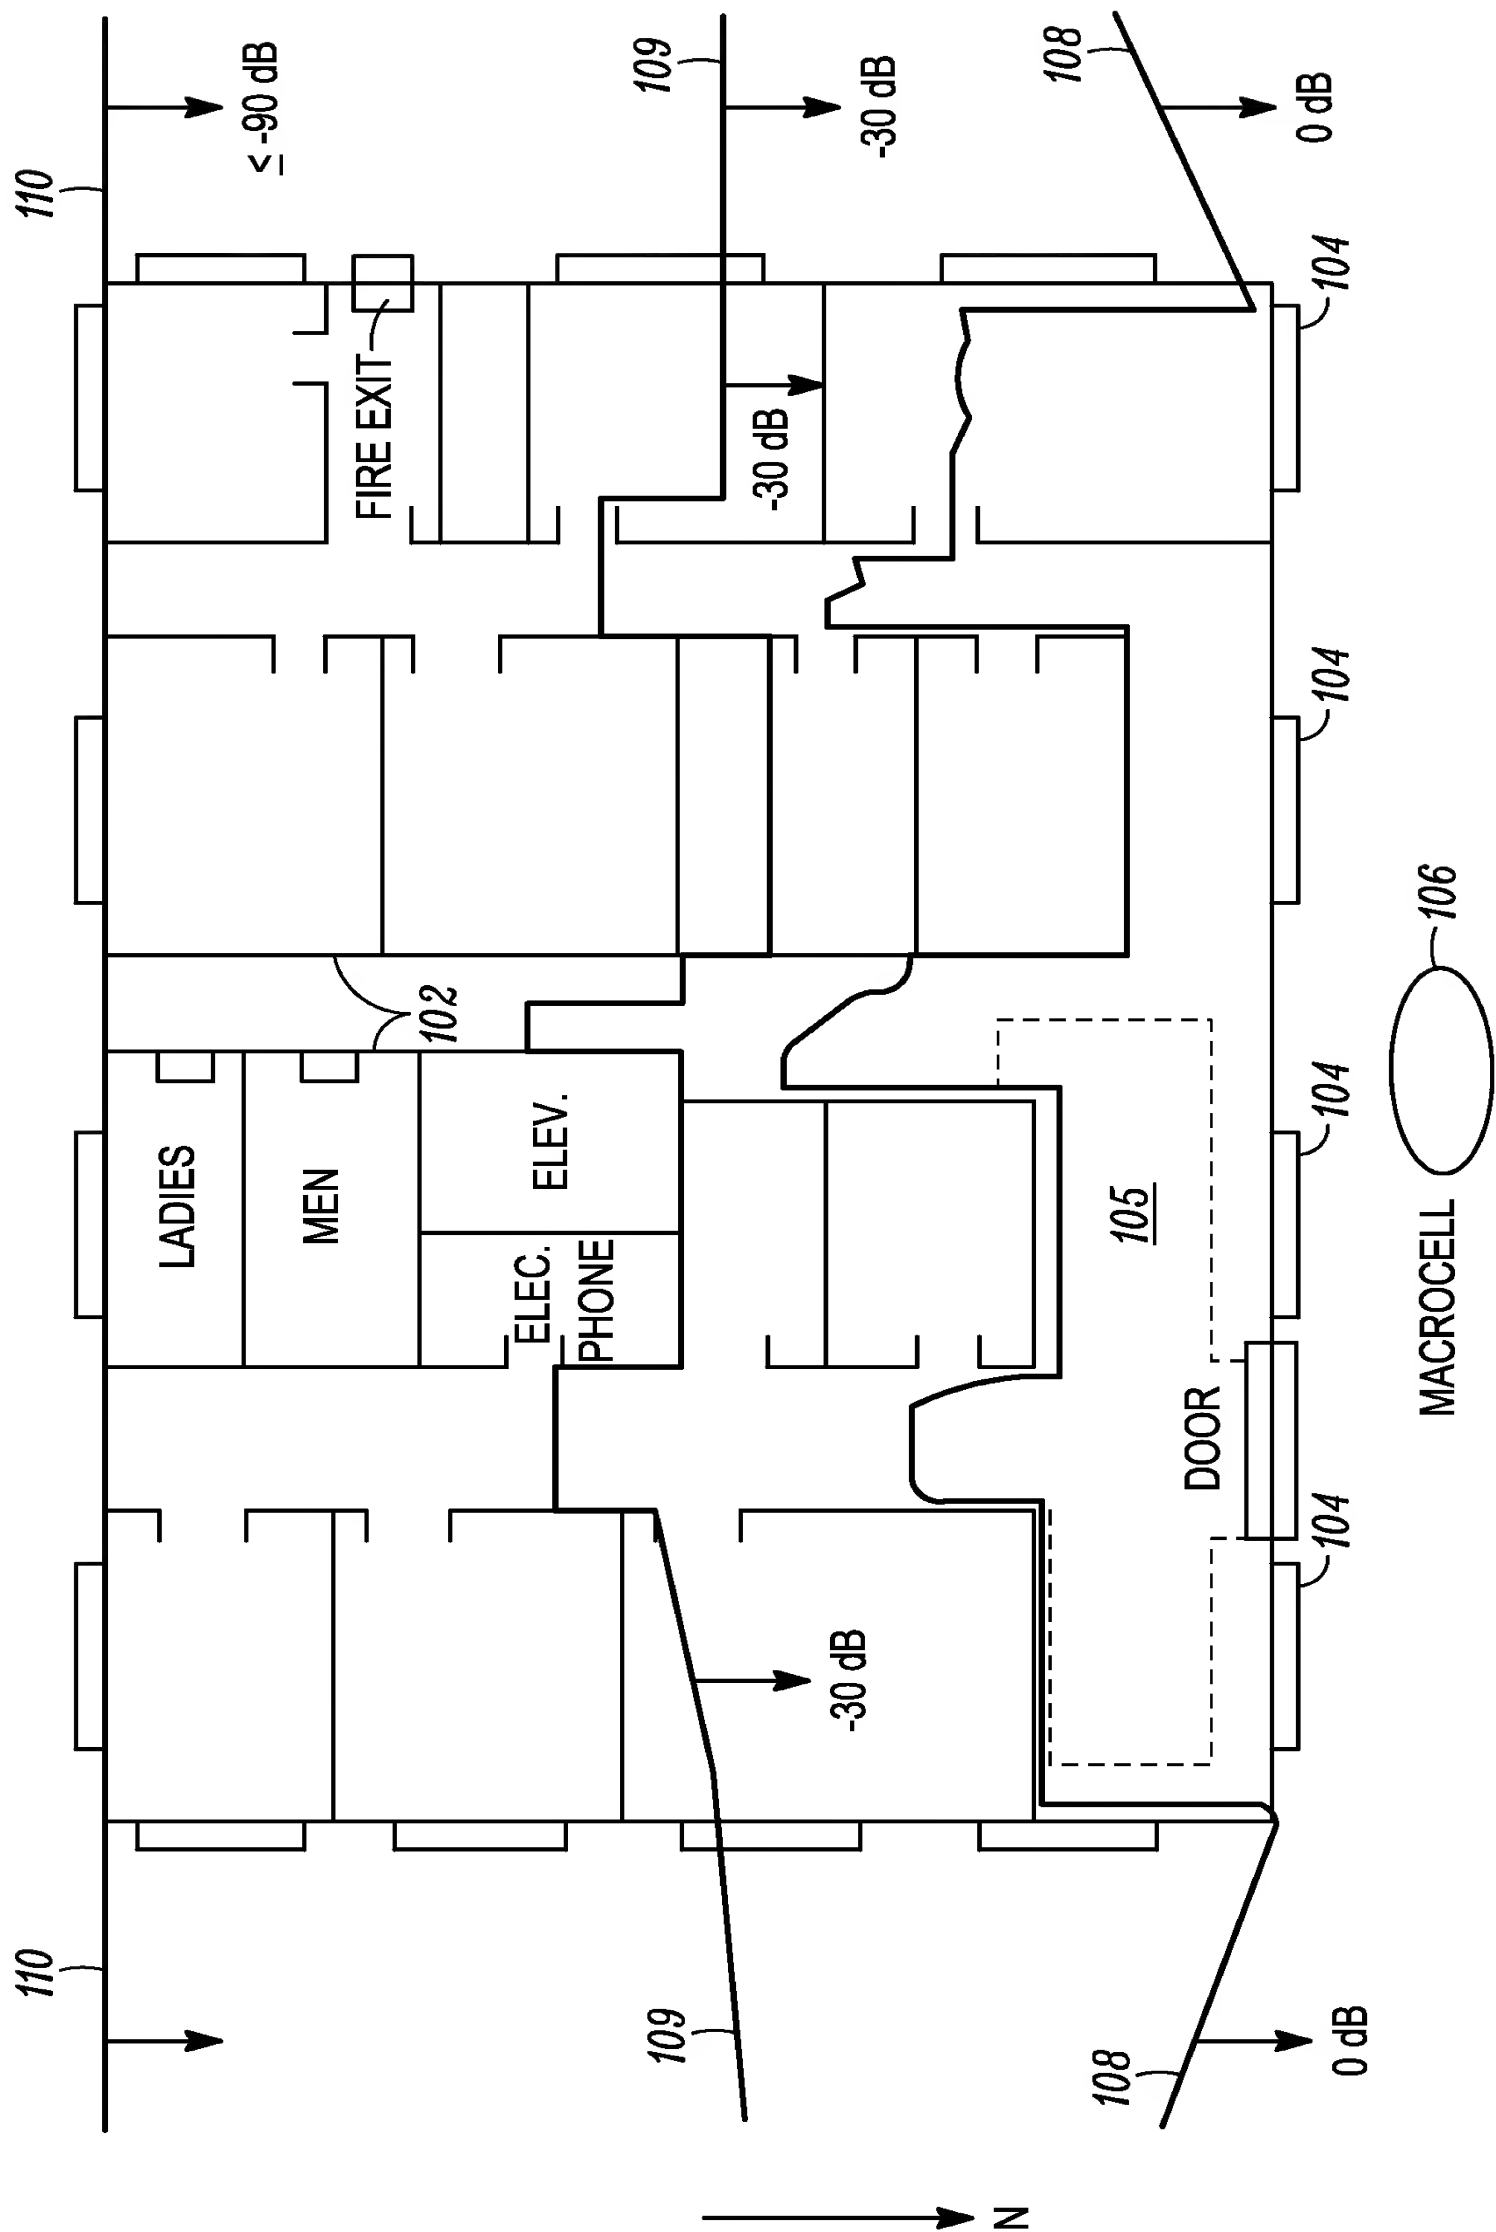 110
≤ -90 dB
109
-30 dB
108
0 dB
FIRE EXIT
-30 dB
104
104
102
LADIES
MEN
ELEV.
ELEC.
PHONE
105
104
106
MACROCELL
DOOR
104
-30 dB
110
109
108
0 dB
N